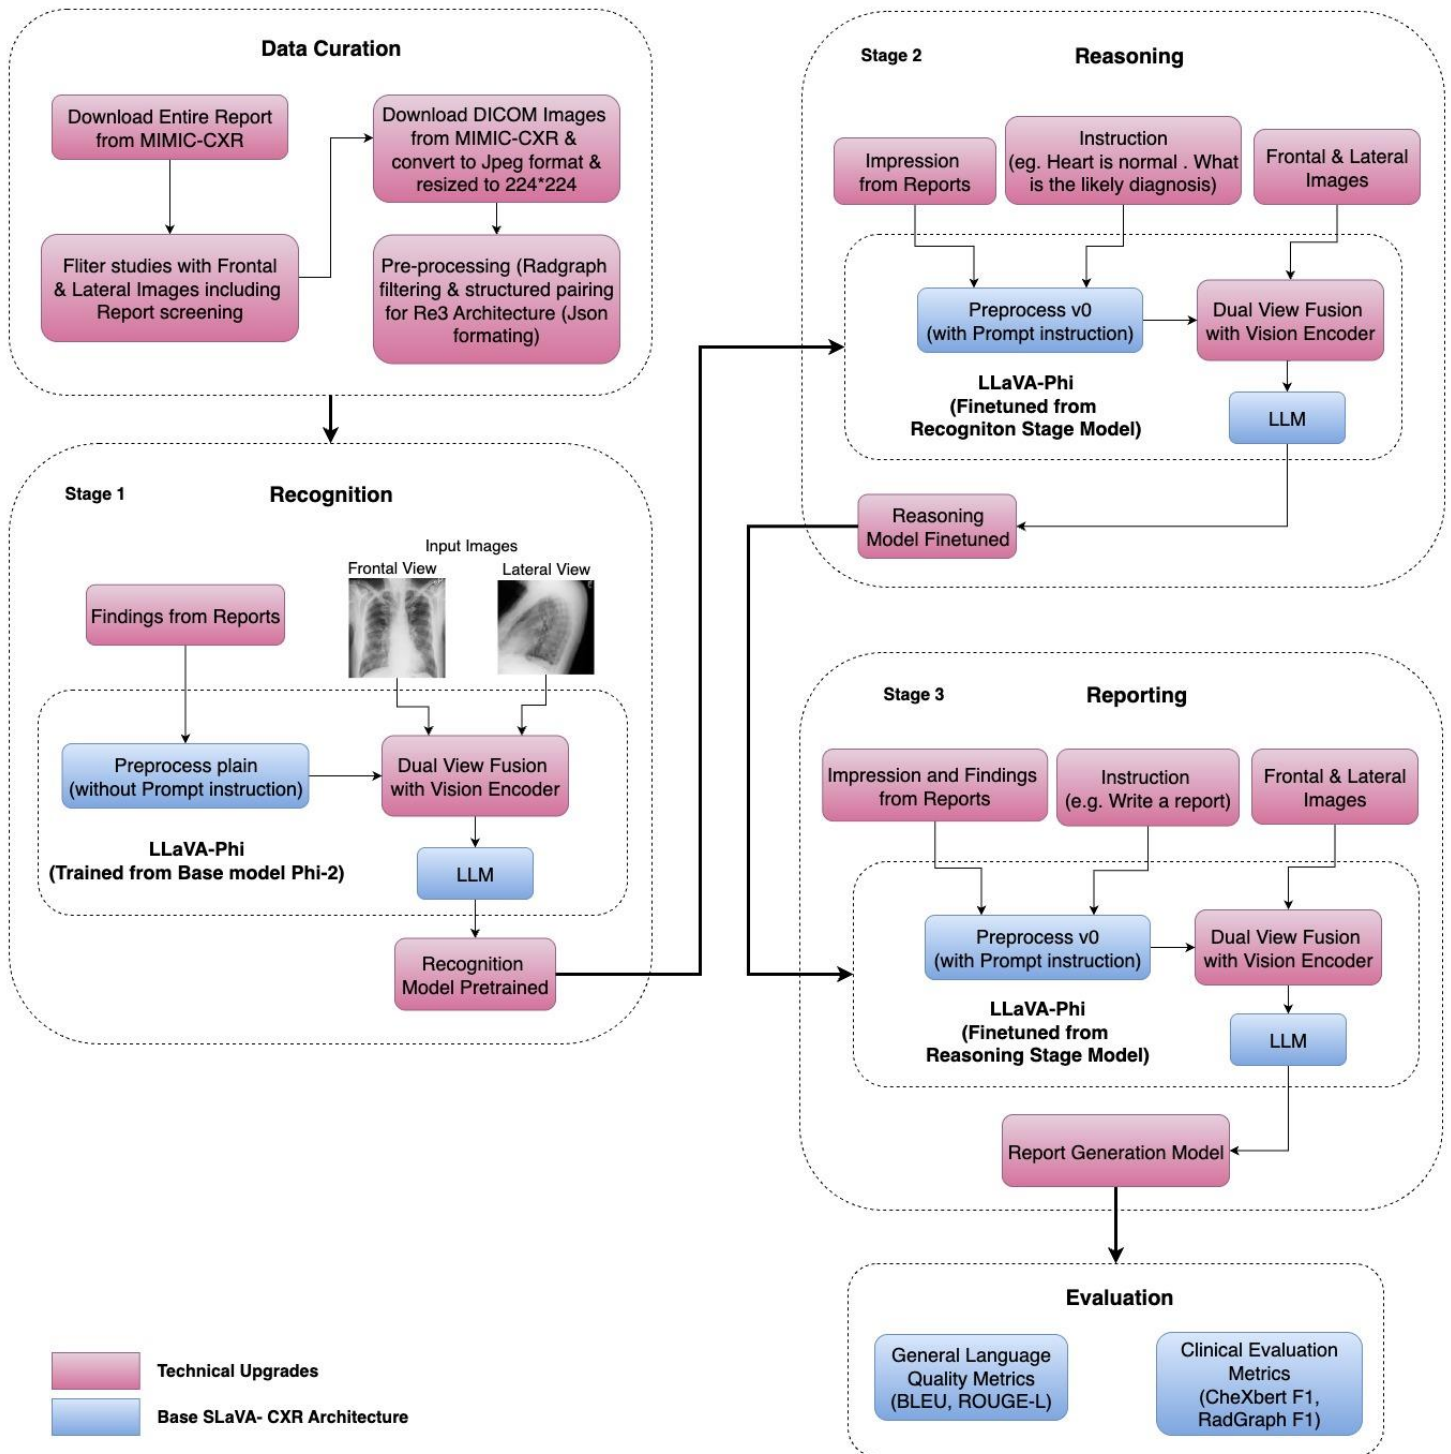 Data Curation
Download Entire Report
from MIMIC-CXR
Download DICOM Images
from MIMIC-CXR &
convert to Jpeg format &
resized to 224*224
Fliter studies with Frontal
& Lateral Images including
Report screening
Pre-processing (Radgraph
filtering & structured pairing
for Re3 Architecture (Json
formating)
Stage 1
Recognition
Input Images
Frontal View
Lateral View
Findings from Reports
Preprocess plain
(without Prompt instruction)
Dual View Fusion
with Vision Encoder
LLaVA-Phi
(Trained from Base model Phi-2)
LLM
Recognition
Model Pretrained
Stage 2
Reasoning
Impression
from Reports
Instruction
(eg. Heart is normal . What
is the likely diagnosis)
Frontal & Lateral
Images
Preprocess v0
(with Prompt instruction)
Dual View Fusion
with Vision Encoder
LLaVA-Phi
(Finetuned from
Recogniton Stage Model)
LLM
Reasoning
Model Finetuned
Stage 3
Reporting
Impression and Findings
from Reports
Instruction
(e.g. Write a report)
Frontal & Lateral
Images
Preprocess v0
(with Prompt instruction)
Dual View Fusion
with Vision Encoder
LLaVA-Phi
(Finetuned from
Reasoning Stage Model)
LLM
Report Generation Model
Evaluation
General Language
Quality Metrics
(BLEU, ROUGE-L)
Clinical Evaluation
Metrics
(CheXbert F1,
RadGraph F1)
Technical Upgrades
Base SLaVA- CXR Architecture